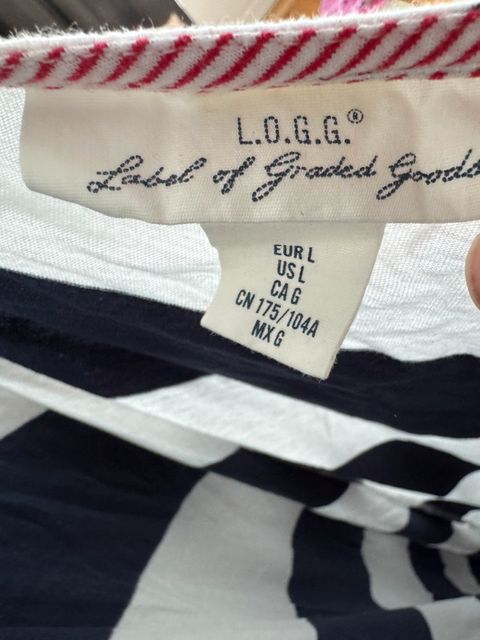 L.O.G.G.®
Label of Graded Goods
EUR L
US L
CA G
CN 175/104A
MX G